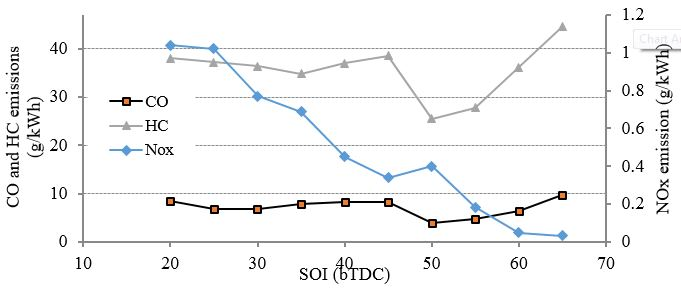 CO and HC emissions
(g/kWh)
40
30
20
10
0
CO
HC
Nox
10
20
30
40
50
60
70
SOI (bTDC)
1.2
1
0.8
0.6
0.4
0.2
0
NOx emission (g/kWh)
Chart